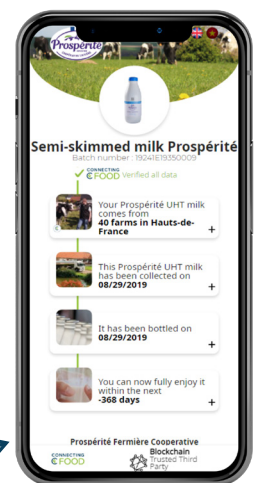 Prospérité
Semi-skimmed milk Prospérité
Batch number : 19241E19350009
CONNECTING
FOOD Verified all data
Your Prospérité UHT milk
comes from
40 farms in Hauts-de-
France
+
This Prospérité UHT milk
has been collected on
08/29/2019
+
It has been bottled on
08/29/2019
+
You can now fully enjoy it
within the next
-368 days
+
Prospérité Fermière Cooperative
CONNECTING
FOOD
Blockchain
Trusted Third
Party